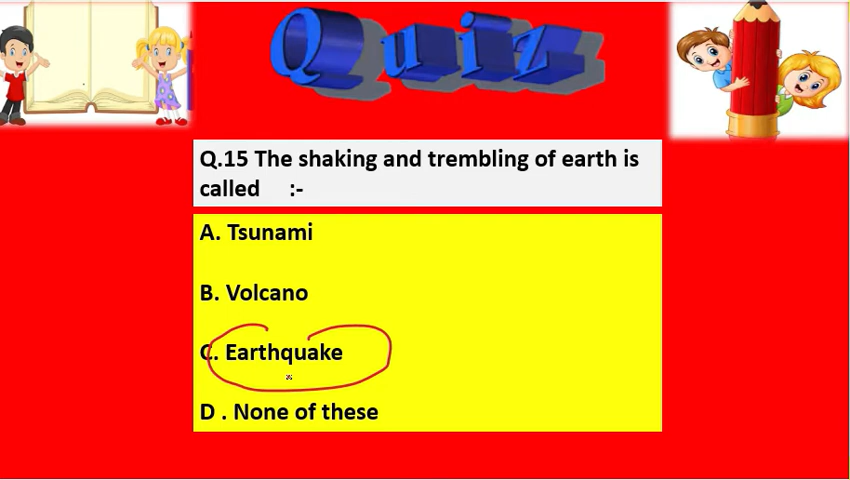 Quiz
Q.15 The shaking and trembling of earth is
called :-
A. Tsunami
B. Volcano
C. Earthquake
D . None of these